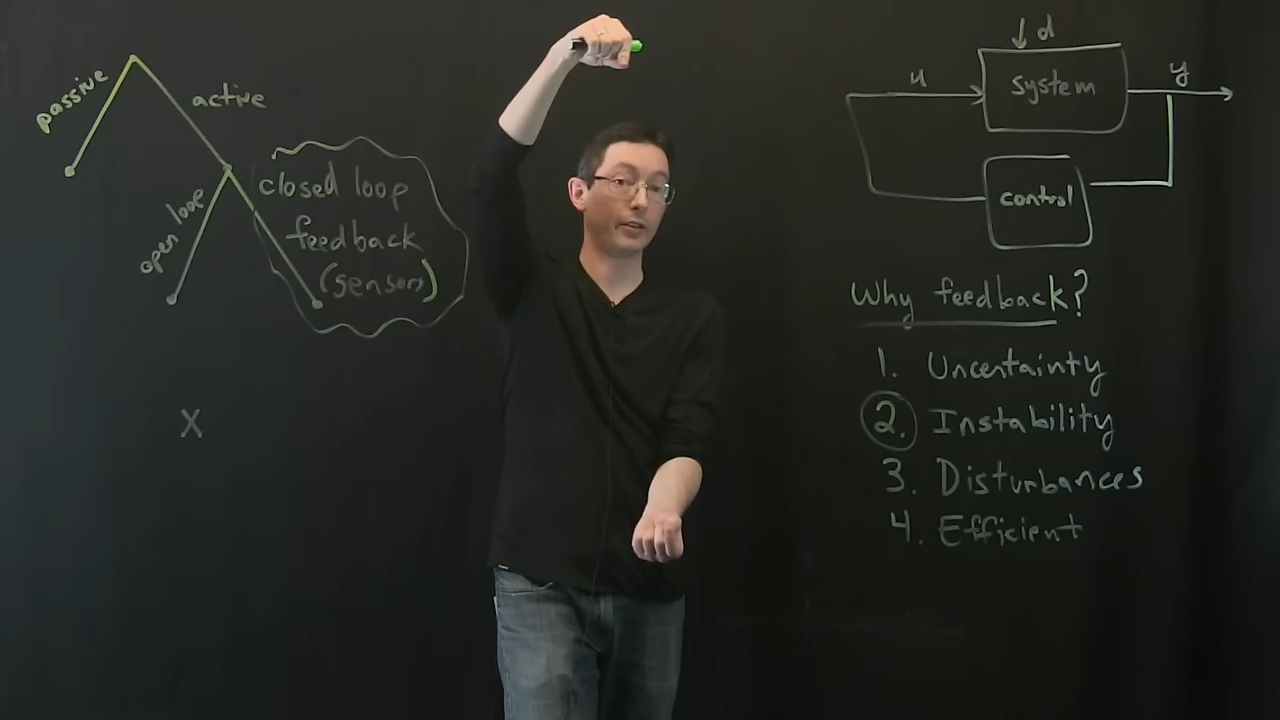 passive
active
open loop
closed loop
feedback
(sensors)
X
d
u
system
y
control
Why feedback?
1. Uncertainty
2. Instability
3. Disturbances
4. Efficient